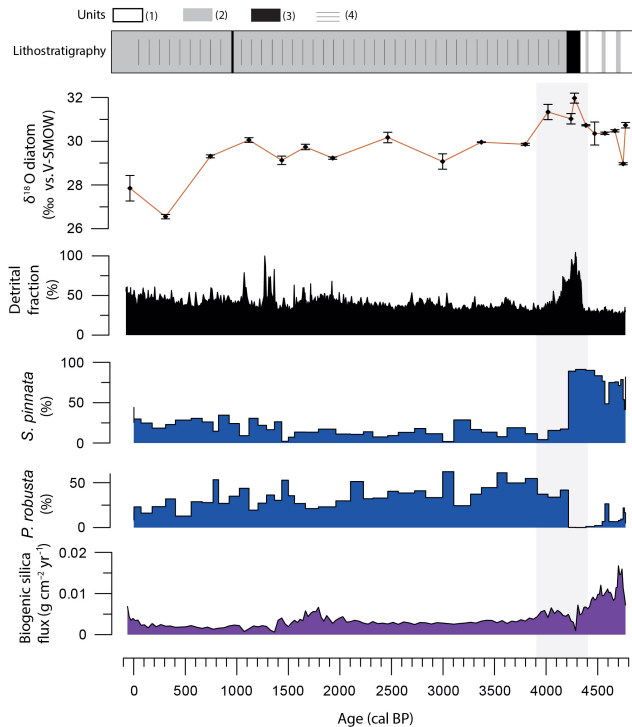 Units (1) (2) (3) (4)
Lithostratigraphy
δ¹⁸O diatom
(‰ vs. V-SMOW)
32
30
28
26
Detrital
fraction
(%)
100
50
0
S. pinnata
(%)
100
50
0
P. robusta
(%)
50
0
Biogenic silica
flux (g cm⁻² yr⁻¹)
0.02
0.01
0
0 500 1000 1500 2000 2500 3000 3500 4000 4500
Age (cal BP)